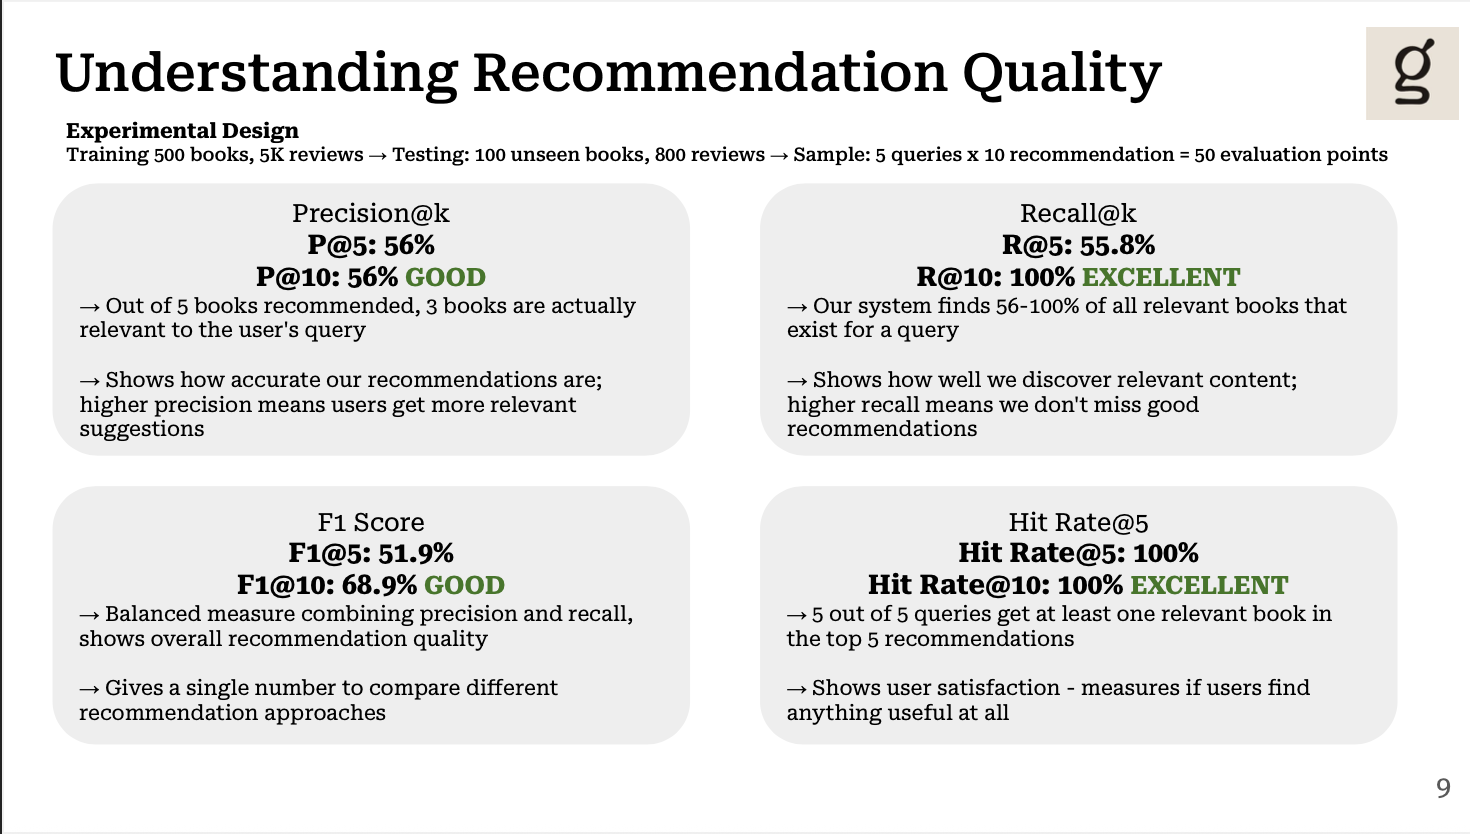 Understanding Recommendation Quality
g
Experimental Design
Training 500 books, 5K reviews → Testing: 100 unseen books, 800 reviews → Sample: 5 queries x 10 recommendation = 50 evaluation points
Precision@k
P@5: 56%
P@10: 56% GOOD
→ Out of 5 books recommended, 3 books are actually
relevant to the user's query
→ Shows how accurate our recommendations are;
higher precision means users get more relevant
suggestions
Recall@k
R@5: 55.8%
R@10: 100% EXCELLENT
→ Our system finds 56-100% of all relevant books that
exist for a query
→ Shows how well we discover relevant content;
higher recall means we don't miss good
recommendations
F1 Score
F1@5: 51.9%
F1@10: 68.9% GOOD
→ Balanced measure combining precision and recall,
shows overall recommendation quality
→ Gives a single number to compare different
recommendation approaches
Hit Rate@5
Hit Rate@5: 100%
Hit Rate@10: 100% EXCELLENT
→ 5 out of 5 queries get at least one relevant book in
the top 5 recommendations
→ Shows user satisfaction - measures if users find
anything useful at all
9